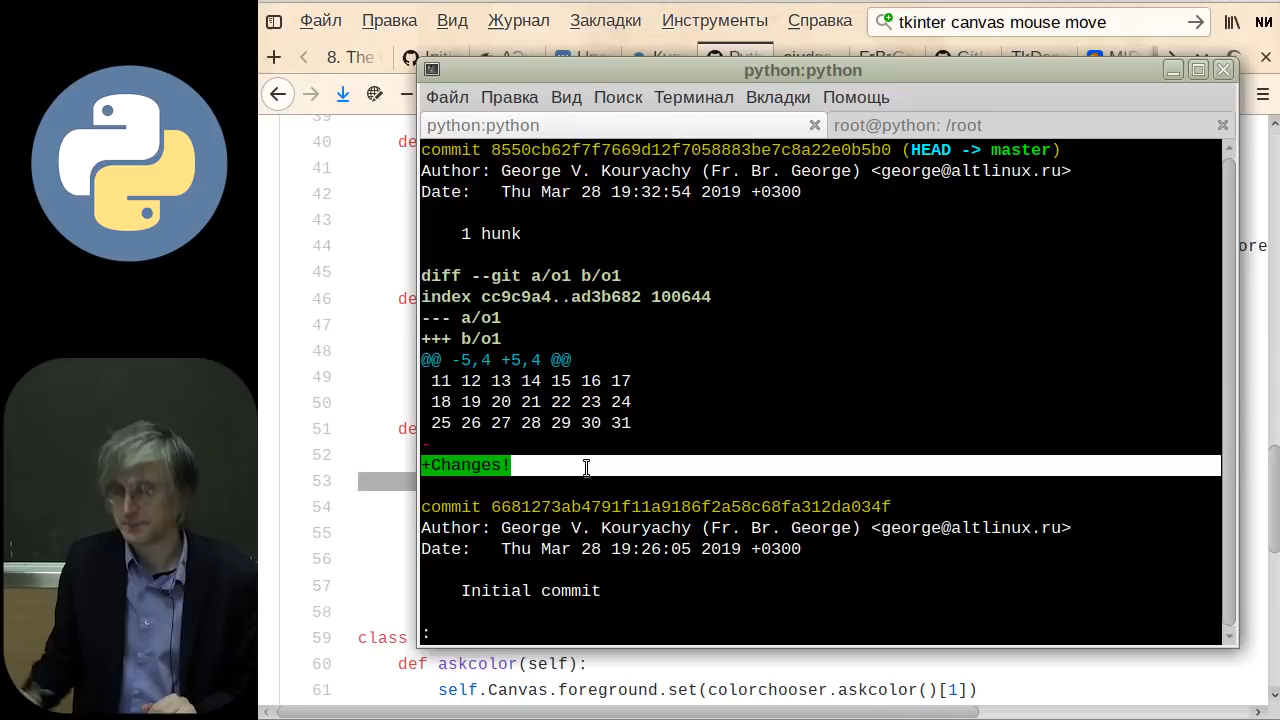 Файл Правка Вид Журнал Закладки Инструменты Справка tkinter canvas mouse move
8. The
python:python
Файл Правка Вид Поиск Терминал Вкладки Помощь
python:python root@python: /root
commit 8550cb62f7f7669d12f7058883be7c8a22e0b5b0 (HEAD -> master)
Author: George V. Kouryachy (Fr. Br. George) <george@altlinux.ru>
Date:   Thu Mar 28 19:32:54 2019 +0300
1 hunk
diff --git a/o1 b/o1
index cc9c9a4..ad3b682 100644
--- a/o1
+++ b/o1
@@ -5,4 +5,4 @@
11 12 13 14 15 16 17
18 19 20 21 22 23 24
25 26 27 28 29 30 31
-
+Changes!
commit 6681273ab4791f11a9186f2a58c68fa312da034f
Author: George V. Kouryachy (Fr. Br. George) <george@altlinux.ru>
Date:   Thu Mar 28 19:26:05 2019 +0300
Initial commit
:
39
40 de
41
42
43
44 ore
45
46 de
47
48
49
50
51 de
52
53
54
55
56
57
58
59 class
60 def askcolor(self):
61 self.Canvas.foreground.set(colorchooser.askcolor()[1])